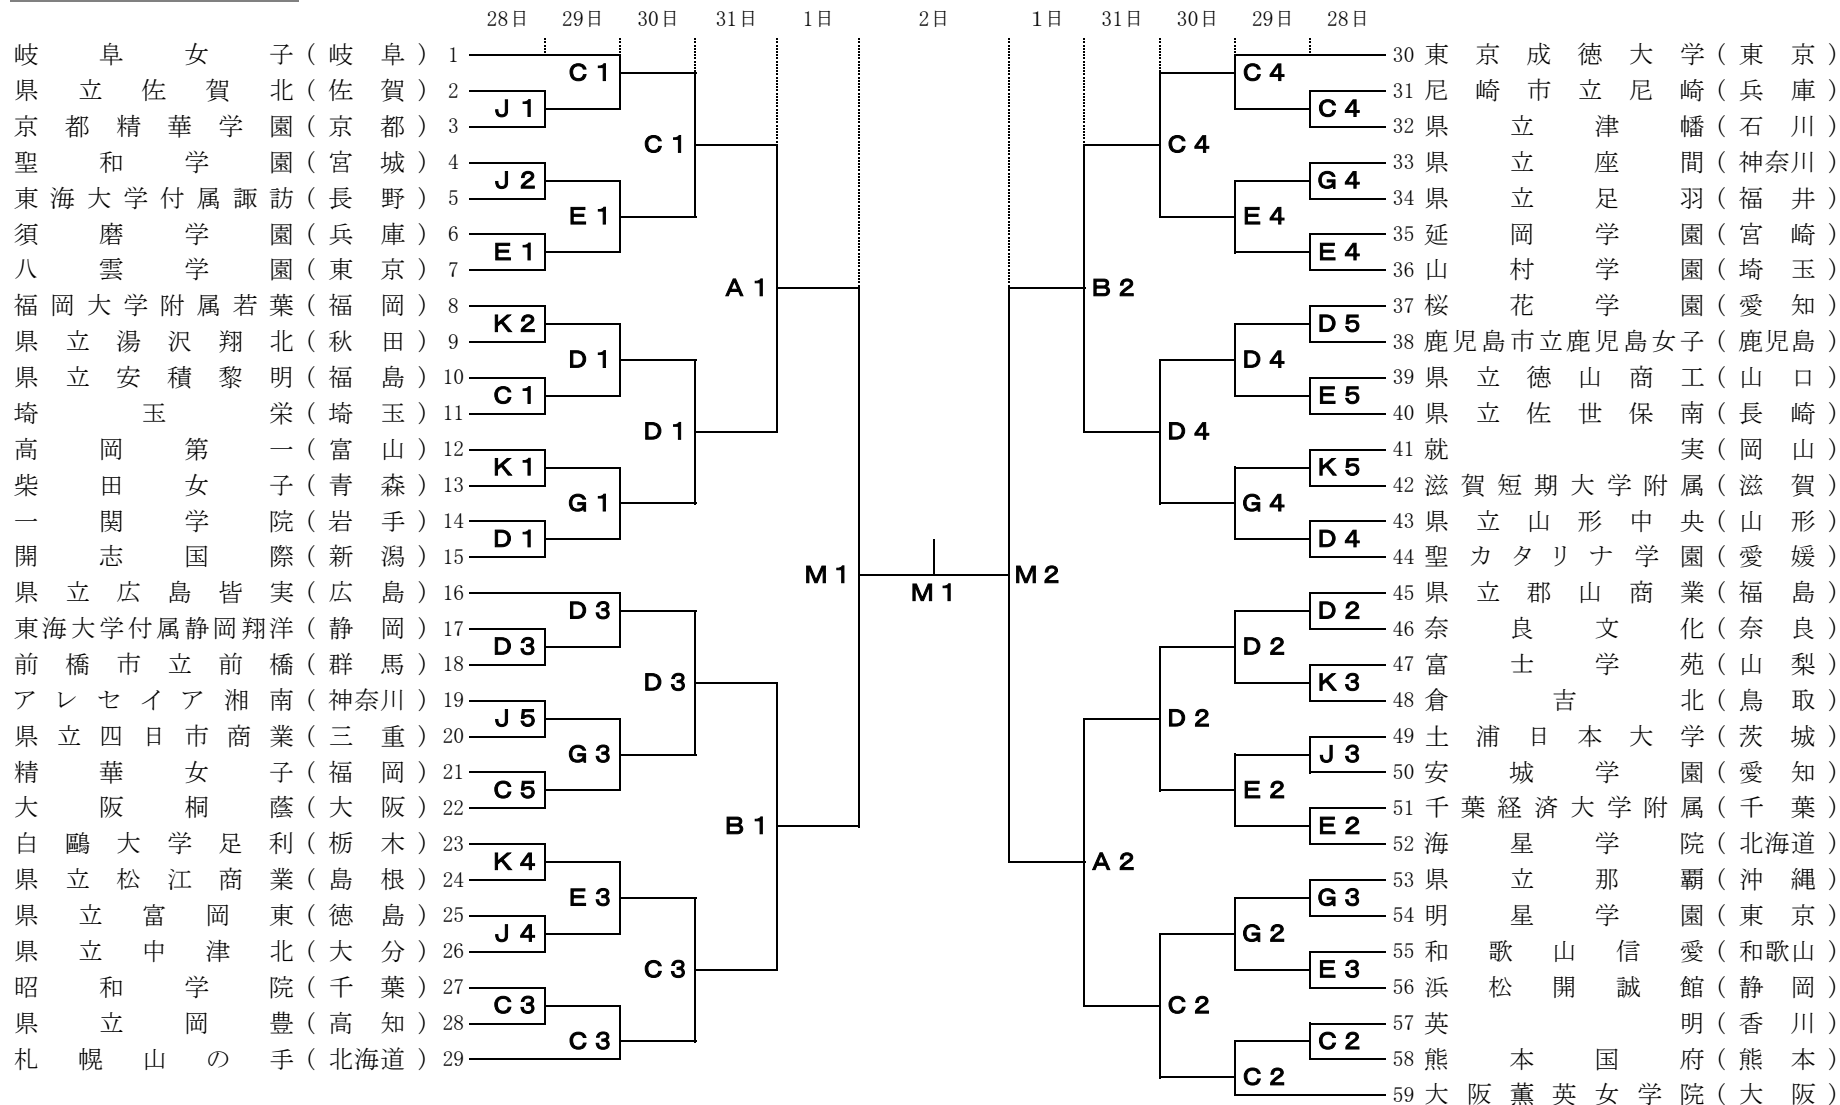 28日 29日 30日 31日 1日 2日 1日 31日 30日 29日 28日
岐阜女子(岐阜) 1
県立佐賀北(佐賀) 2
京都精華学園(京都) 3
聖和学園(宮城) 4
東海大学付属諏訪(長野) 5
須磨学園(兵庫) 6
八雲学園(東京) 7
福岡大学附属若葉(福岡) 8
県立湯沢翔北(秋田) 9
県立安積黎明(福島) 10
埼玉栄(埼玉) 11
高岡第一(富山) 12
柴田女子(青森) 13
一関学院(岩手) 14
開志国際(新潟) 15
県立広島皆実(広島) 16
東海大学付属静岡翔洋(静岡) 17
前橋市立前橋(群馬) 18
アレセイア湘南(神奈川) 19
県立四日市商業(三重) 20
精華女子(福岡) 21
大阪桐蔭(大阪) 22
白鷗大学足利(栃木) 23
県立松江商業(島根) 24
県立富岡東(徳島) 25
県立中津北(大分) 26
昭和学院(千葉) 27
県立岡豊(高知) 28
札幌山の手(北海道) 29
J1
J2
E1
K2
C1
K1
D1
D3
J5
C5
K4
J4
C3
C1
E1
D1
G1
D3
G3
E3
C3
C1
D1
D3
C3
A1
B1
M1
M1
M2
B2
A2
C4
D4
D2
C2
C4
E4
D4
G4
D2
E2
G2
C2
C4
G4
E4
D5
E5
K5
D4
D2
K3
J3
E2
G3
E3
C2
30 東京成徳大学(東京)
31 尼崎市立尼崎(兵庫)
32 県立津幡(石川)
33 県立座間(神奈川)
34 県立足羽(福井)
35 延岡学園(宮崎)
36 山村学園(埼玉)
37 桜花学園(愛知)
38 鹿児島市立鹿児島女子(鹿児島)
39 県立徳山商工(山口)
40 県立佐世保南(長崎)
41 就実(岡山)
42 滋賀短期大学附属(滋賀)
43 県立山形中央(山形)
44 聖カタリナ学園(愛媛)
45 県立郡山商業(福島)
46 奈良文化(奈良)
47 富士学苑(山梨)
48 倉吉北(鳥取)
49 土浦日本大学(茨城)
50 安城学園(愛知)
51 千葉経済大学附属(千葉)
52 海星学院(北海道)
53 県立那覇(沖縄)
54 明星学園(東京)
55 和歌山信愛(和歌山)
56 浜松開誠館(静岡)
57 英明(香川)
58 熊本国府(熊本)
59 大阪薫英女学院(大阪)